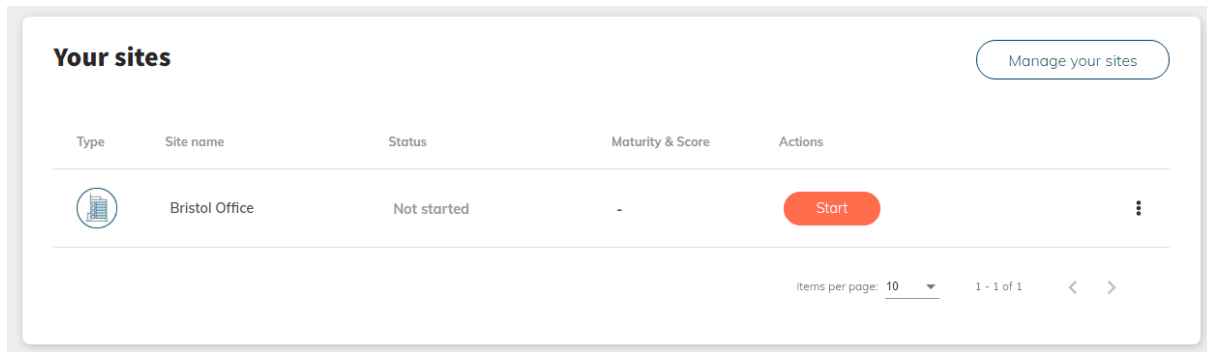 Your sites
Manage your sites
Type Site name Status Maturity & Score Actions
Bristol Office Not started - Start
Items per page: 10 1 - 1 of 1